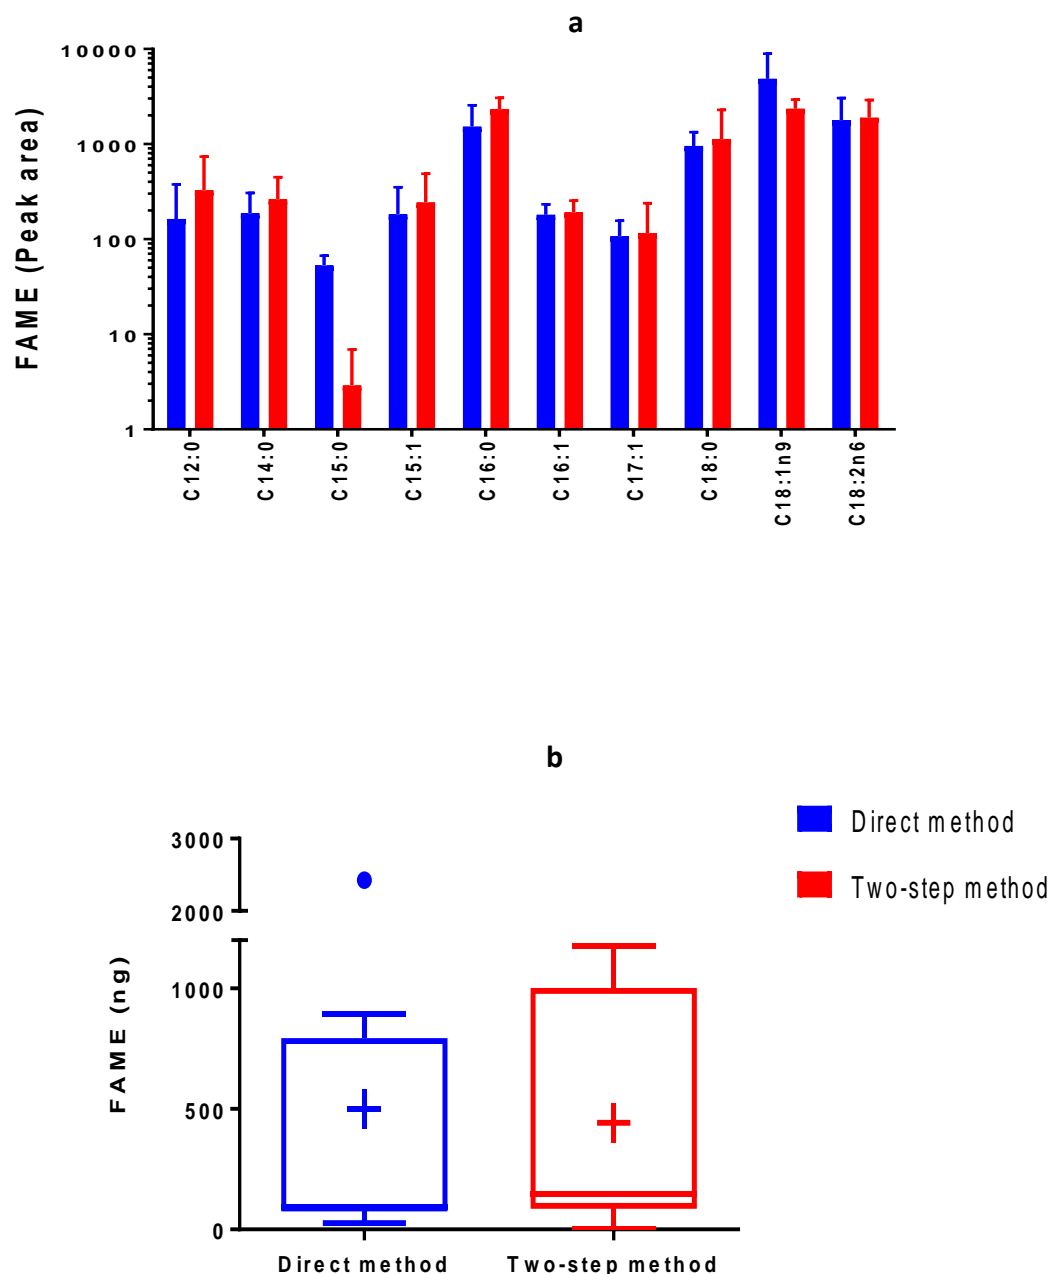 a
FAME (Peak area)
10000
1000
100
10
1
C12:0
C14:0
C15:0
C15:1
C16:0
C16:1
C17:1
C18:0
C18:1n9
C18:2n6
b
Direct method
Two-step method
FAME (ng)
3000
2000
1000
500
0
Direct method
Two-step method